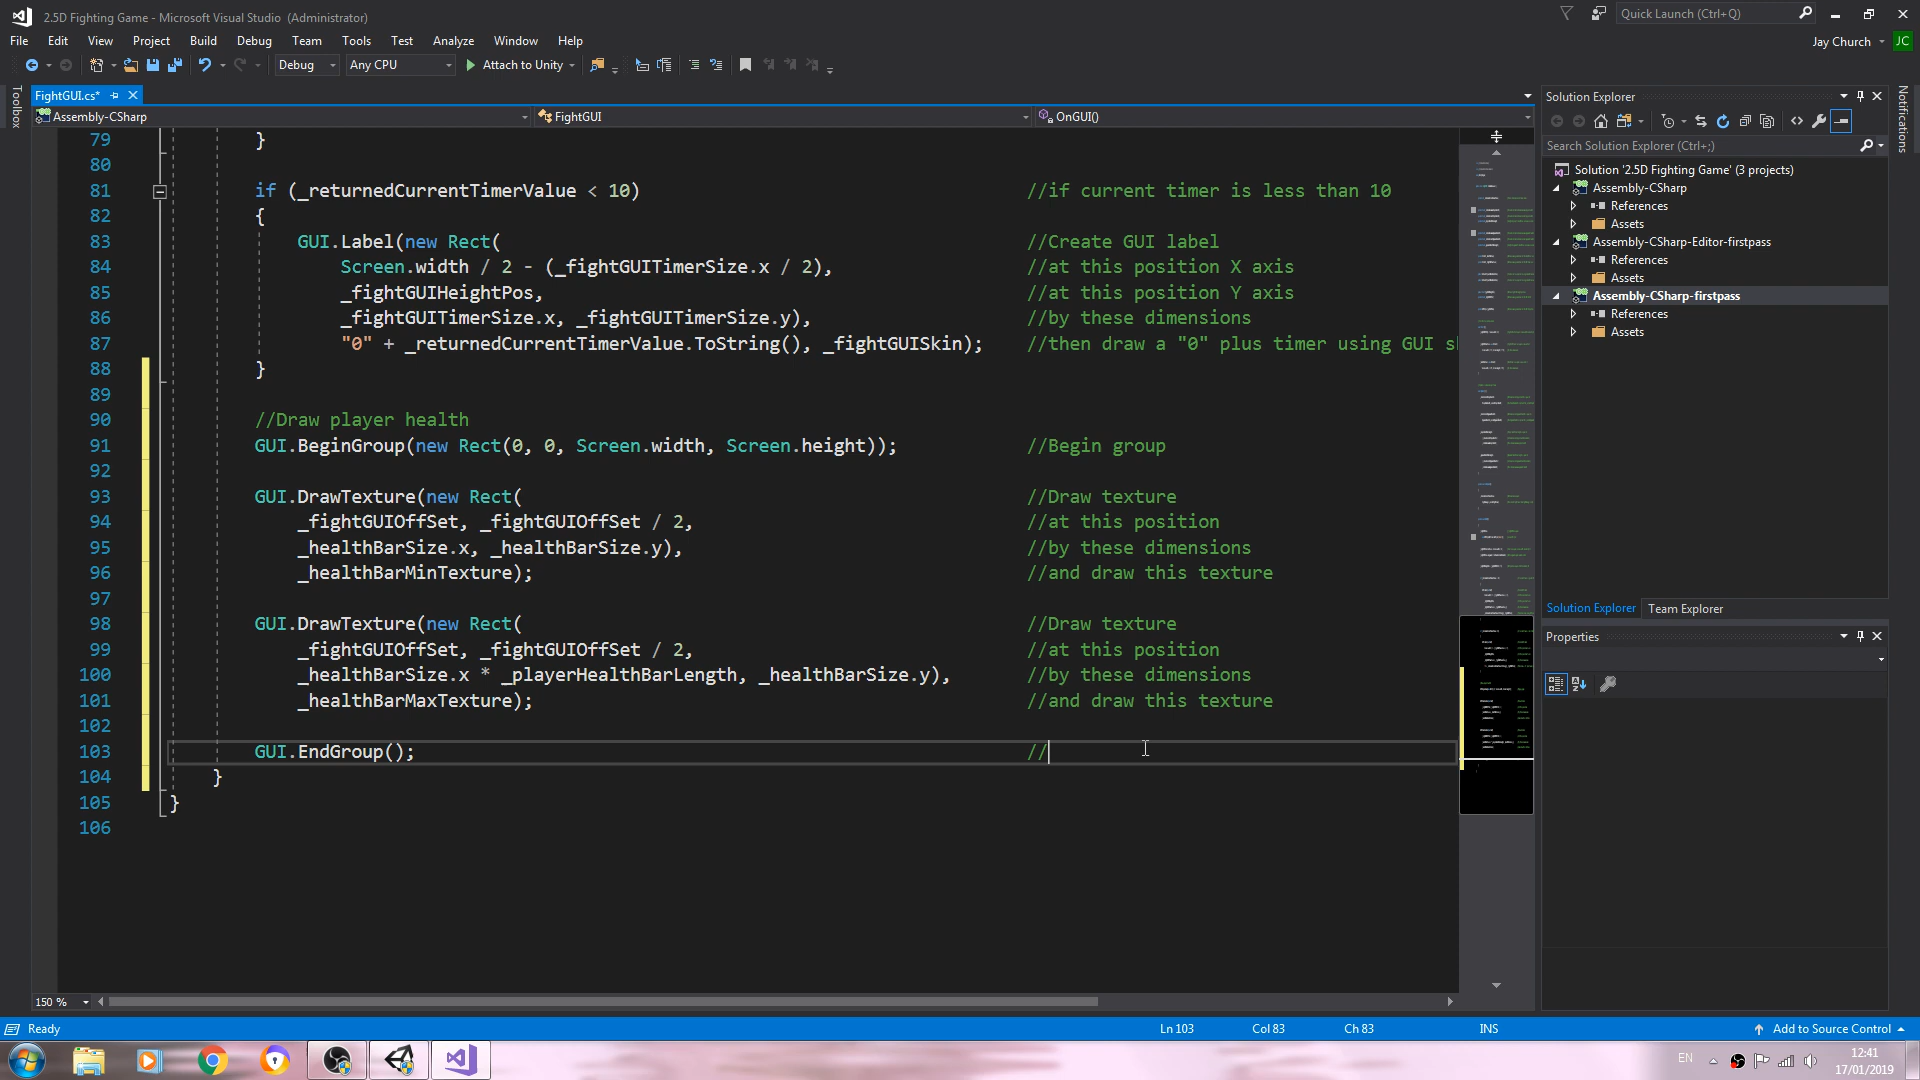 2.5D Fighting Game - Microsoft Visual Studio (Administrator)
Quick Launch (Ctrl+Q)
File Edit View Project Build Debug Team Tools Test Analyze Window Help
Jay Church JC
Debug Any CPU Attach to Unity
Toolbox
FightGUI.cs*
Assembly-CSharp FightGUI OnGUI()
79 }
80
81 if (_returnedCurrentTimerValue < 10) //if current timer is less than 10
82 {
83 GUI.Label(new Rect( //Create GUI label
84 Screen.width / 2 - (_fightGUITimerSize.x / 2), //at this position X axis
85 _fightGUIHeightPos, //at this position Y axis
86 _fightGUITimerSize.x, _fightGUITimerSize.y), //by these dimensions
87 "0" + _returnedCurrentTimerValue.ToString(), _fightGUISkin); //then draw a "0" plus timer using GUI s
88 }
89
90 //Draw player health
91 GUI.BeginGroup(new Rect(0, 0, Screen.width, Screen.height)); //Begin group
92
93 GUI.DrawTexture(new Rect( //Draw texture
94 _fightGUIOffSet, _fightGUIOffSet / 2, //at this position
95 _healthBarSize.x, _healthBarSize.y), //by these dimensions
96 _healthBarMinTexture); //and draw this texture
97
98 GUI.DrawTexture(new Rect( //Draw texture
99 _fightGUIOffSet, _fightGUIOffSet / 2, //at this position
100 _healthBarSize.x * _playerHealthBarLength, _healthBarSize.y), //by these dimensions
101 _healthBarMaxTexture); //and draw this texture
102
103 GUI.EndGroup(); //
104 }
105 }
106
150 %
Solution Explorer
Search Solution Explorer (Ctrl+;)
Solution '2.5D Fighting Game' (3 projects)
Assembly-CSharp
References
Assets
Assembly-CSharp-Editor-firstpass
References
Assets
Assembly-CSharp-firstpass
References
Assets
Solution Explorer Team Explorer
Properties
Notifications
Ready Ln 103 Col 83 Ch 83 INS Add to Source Control
EN
12:41
17/01/2019